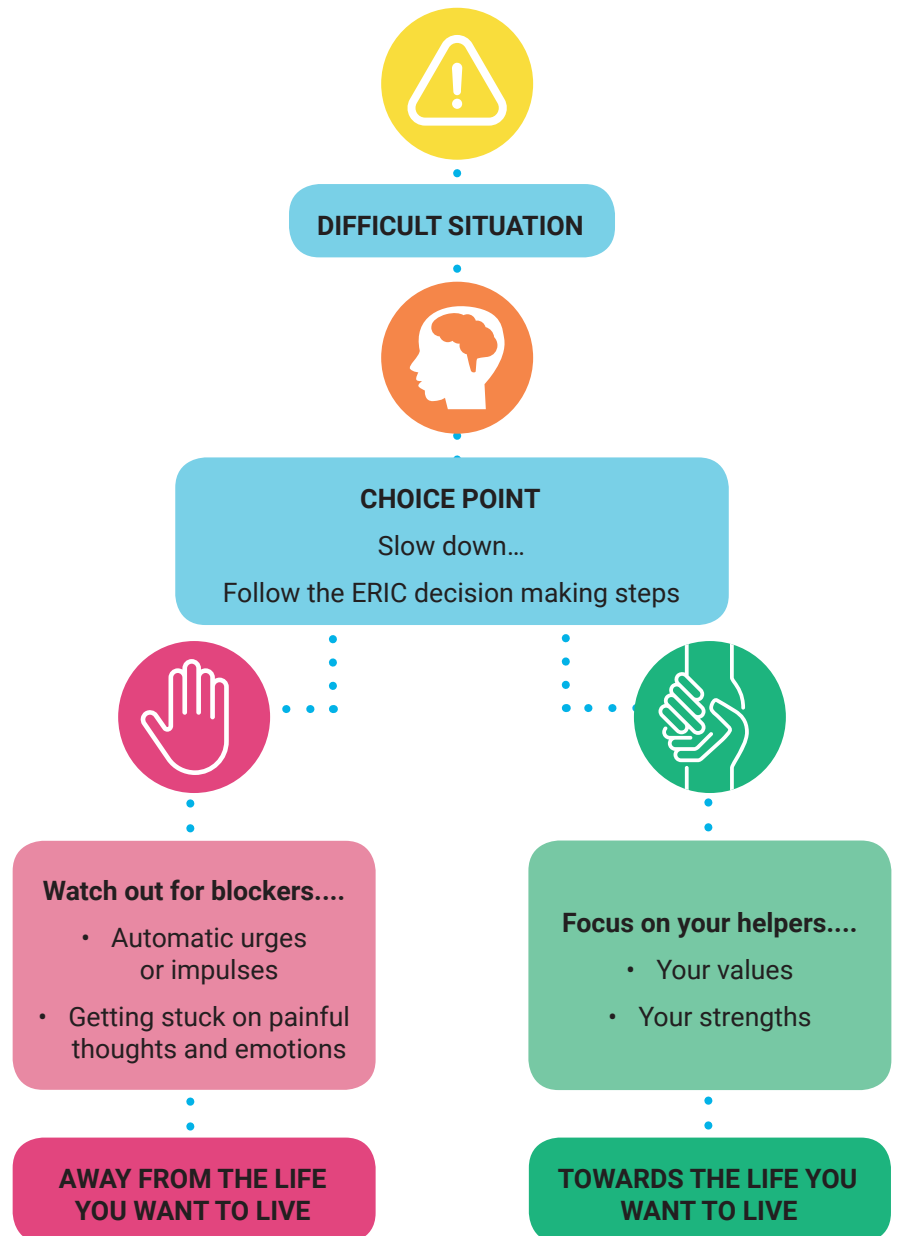 DIFFICULT SITUATION
CHOICE POINT
Slow down…
Follow the ERIC decision making steps
Watch out for blockers....
• Automatic urges
or impulses
• Getting stuck on painful
thoughts and emotions
AWAY FROM THE LIFE
YOU WANT TO LIVE
Focus on your helpers....
• Your values
• Your strengths
TOWARDS THE LIFE YOU
WANT TO LIVE